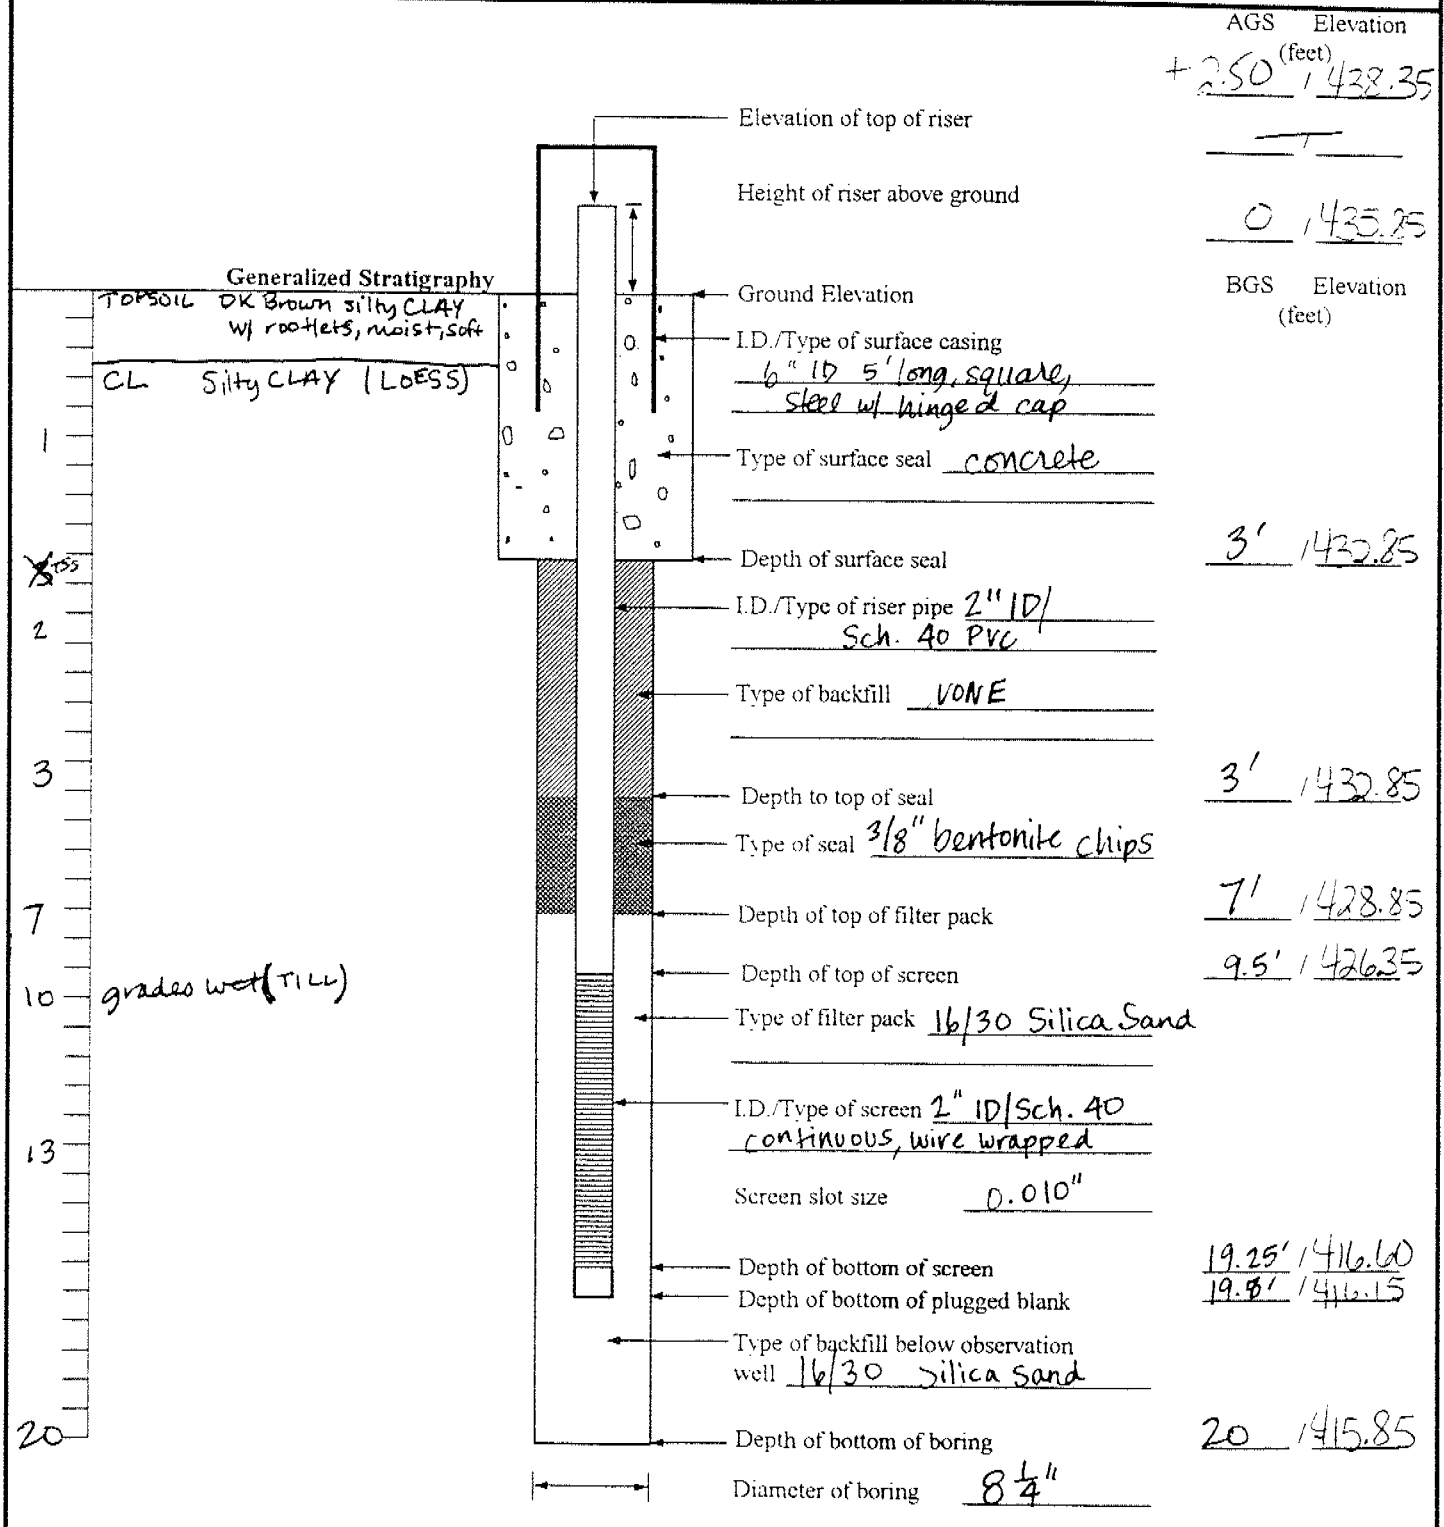 AGS Elevation
(feet)
+2.50 / 438.35
Elevation of top of riser
Height of riser above ground
0 / 435.85
Generalized Stratigraphy
TOPSOIL DK Brown silty CLAY
w/ rootlets, moist, soft
Ground Elevation
BGS Elevation
(feet)
I.D./Type of surface casing
6" ID 5' long, square,
steel w/ hinged cap
CL Silty CLAY (LOESS)
1
Type of surface seal concrete
Depth of surface seal 3' / 432.85
I.D./Type of riser pipe 2" ID/
Sch. 40 PVC
2
Type of backfill NONE
3
Depth to top of seal 3' / 432.85
Type of seal 3/8" bentonite chips
7
Depth of top of filter pack 7' / 428.85
Depth of top of screen 9.5' / 426.35
10 grades wet (TILL)
Type of filter pack 16/30 Silica Sand
I.D./Type of screen 2" ID/Sch. 40
continuous, wire wrapped
13
Screen slot size 0.010"
Depth of bottom of screen 19.25' / 416.60
Depth of bottom of plugged blank 19.8' / 416.15
Type of backfill below observation
well 16/30 Silica Sand
20
Depth of bottom of boring 20 / 415.85
Diameter of boring 8 1/4"